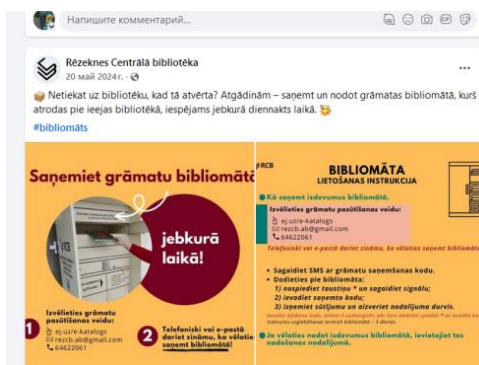 Напишите комментарий...
Rēzeknes Centrālā bibliotēka
20 май 2024 г.
Netiekat uz bibliotēku, kad tā atvērta? Atgādinām – saņemt un nodot grāmatas bibliomātā, kurš
atrodas pie ieejas bibliotēkā, iespējams jebkurā diennakts laikā.
#bibliomāts
Saņemiet grāmatu bibliomātā
jebkurā
laikā!
1
Izvēlieties grāmatu
pasūtīšanas veidu:
ej.uz/e-katalogs
rezcb.ab@gmail.com
64622061
2
Telefoniski vai e-pastā
dariet zināmu, ka vēlaties
saņemt bibliomātā!
#RCB
BIBLIOMĀTA
LIETOŠANAS INSTRUKCIJA
Kā saņemt izdevumus bibliomātā.
Izvēlieties grāmatu pasūtīšanas veidu:
ej.uz/e-katalogs
rezcb.ab@gmail.com
64622061
Telefoniski vai e-pastā dariet zināmu, ka vēlaties saņemt bibliomātā
• Sagaidiet SMS ar grāmatu saņemšanas kodu.
• Dodieties pie bibliomāta:
1) nospiediet taustiņu * un sagaidiet signālu;
2) ievadiet saņemto kodu;
3) izņemiet sūtījumu un aizveriet nodalījuma durvis.
Ja vēlaties nodot izdevumus bibliomātā, ievietojiet tos
nodošanas nodalījumā.